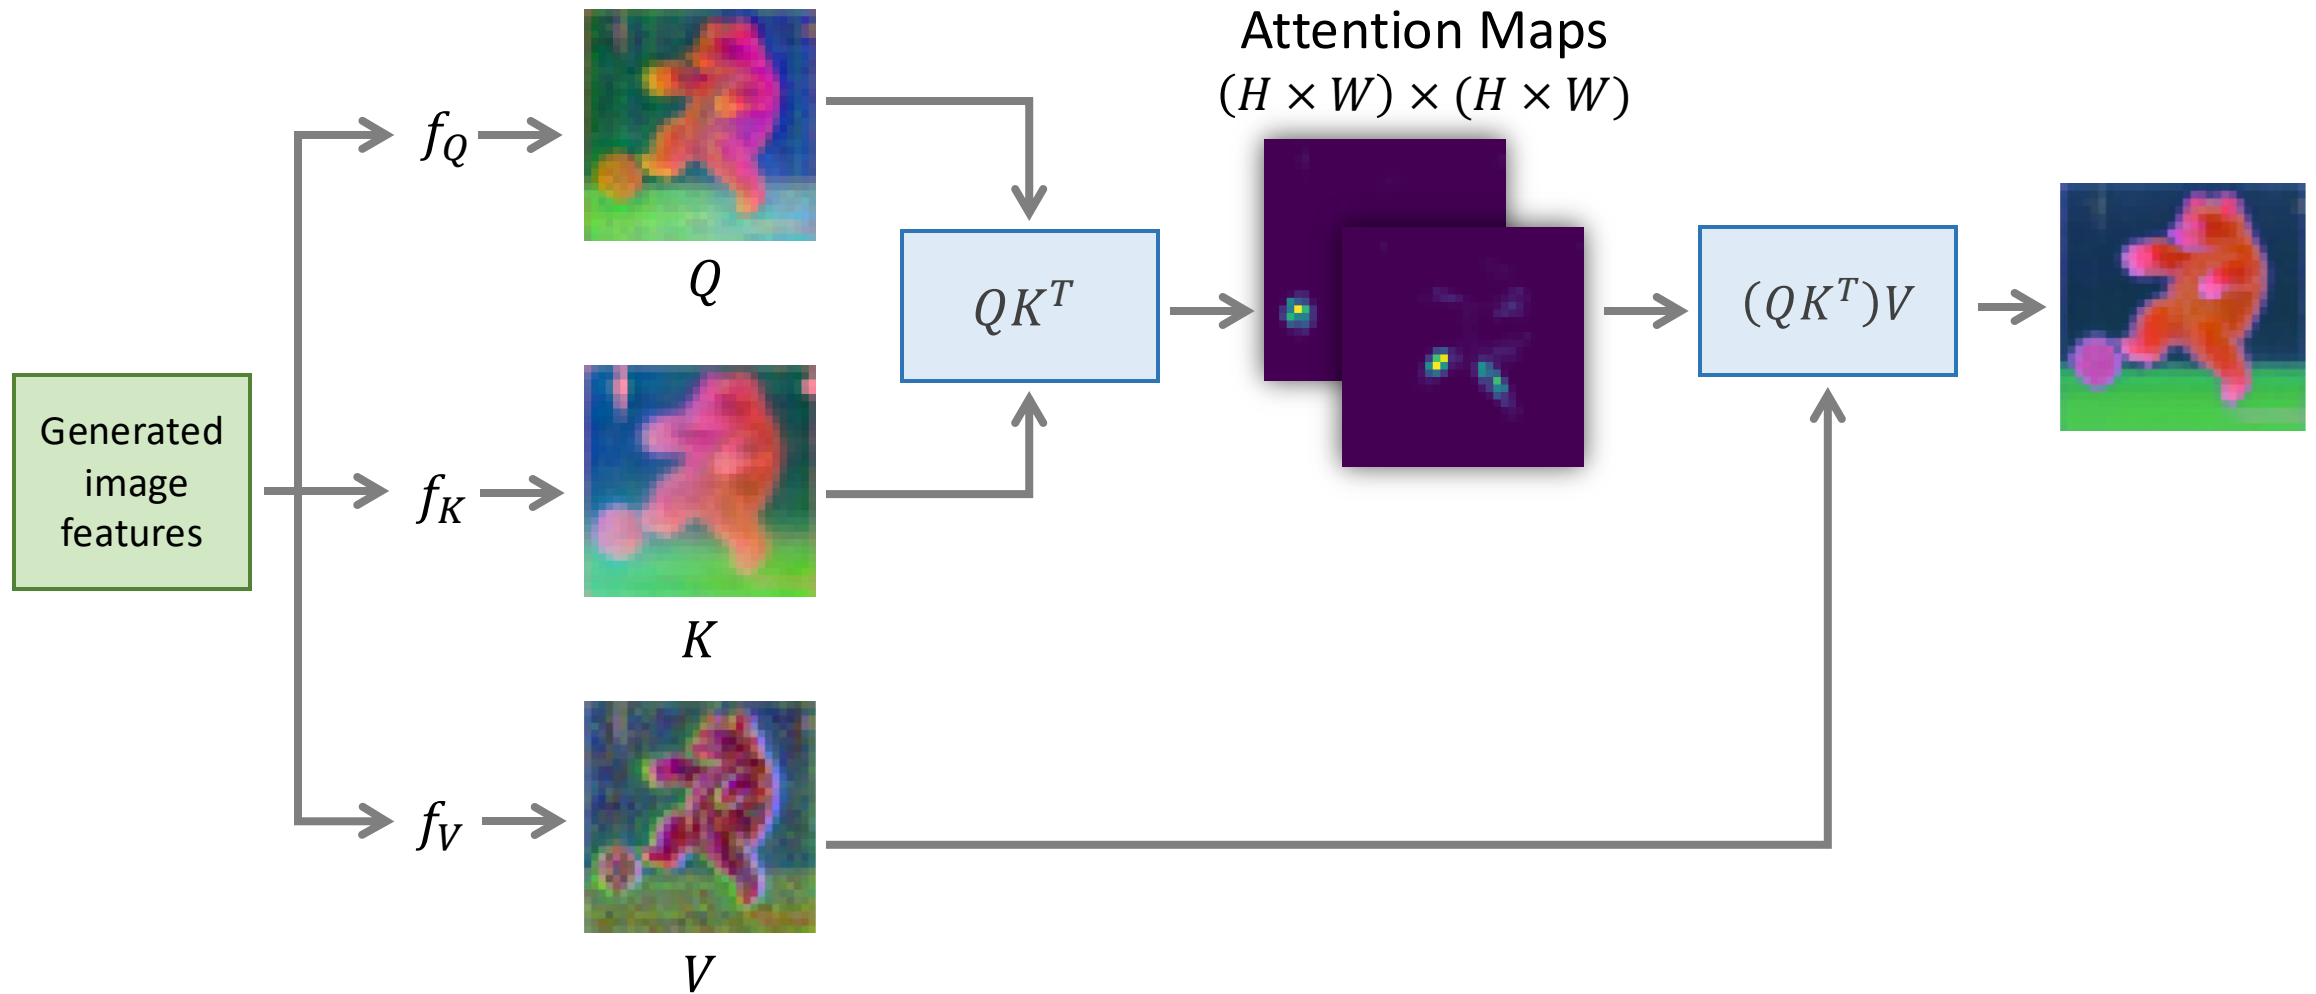 Generated
image
features
f_Q
Q
f_K
K
f_V
V
QK^T
Attention Maps
(H × W) × (H × W)
(QK^T)V